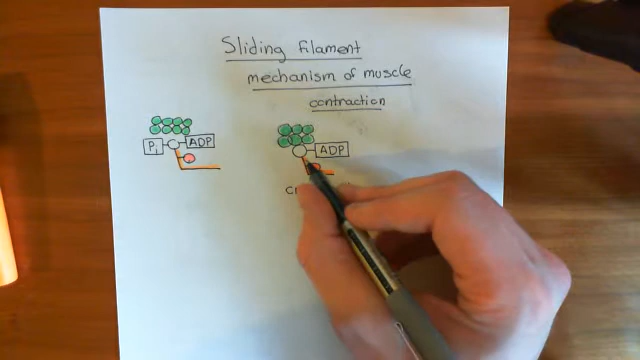 Sliding filament
mechanism of muscle
contraction
Pi ADP
ADP